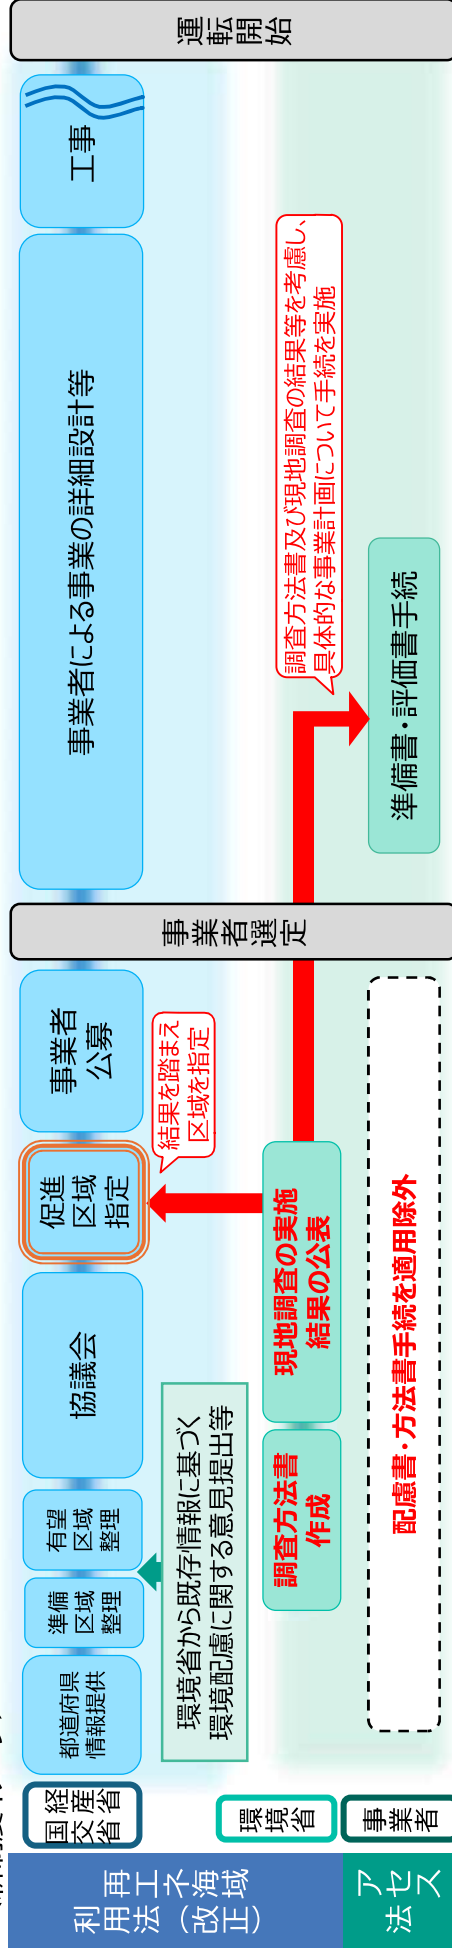 再エネ海域
利用法（改
正）
アセス
法
国交省
経産省
環境省
事業者
都道府県
情報提供
準備
区域
整理
有望
区域
整理
協議会
促進
区域
指定
事業者
公募
事業者選定
事業者による事業の詳細設計等
工事
運転開始
環境省から既存情報に基づく
環境配慮に関する意見提出等
結果を踏まえ
区域を指定
調査方法書
作成
現地調査の実施
結果の公表
調査方法書及び現地調査の結果等を考慮し、
具体的な事業計画について手続を実施
配慮書・方法書手続を適用除外
準備書・評価書手続